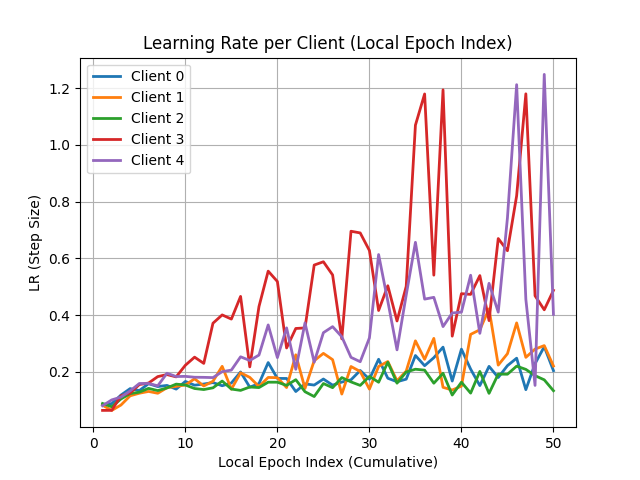 Learning Rate per Client (Local Epoch Index)
Client 0
Client 1
Client 2
Client 3
Client 4
LR (Step Size)
1.2
1.0
0.8
0.6
0.4
0.2
0
10
20
30
40
50
Local Epoch Index (Cumulative)